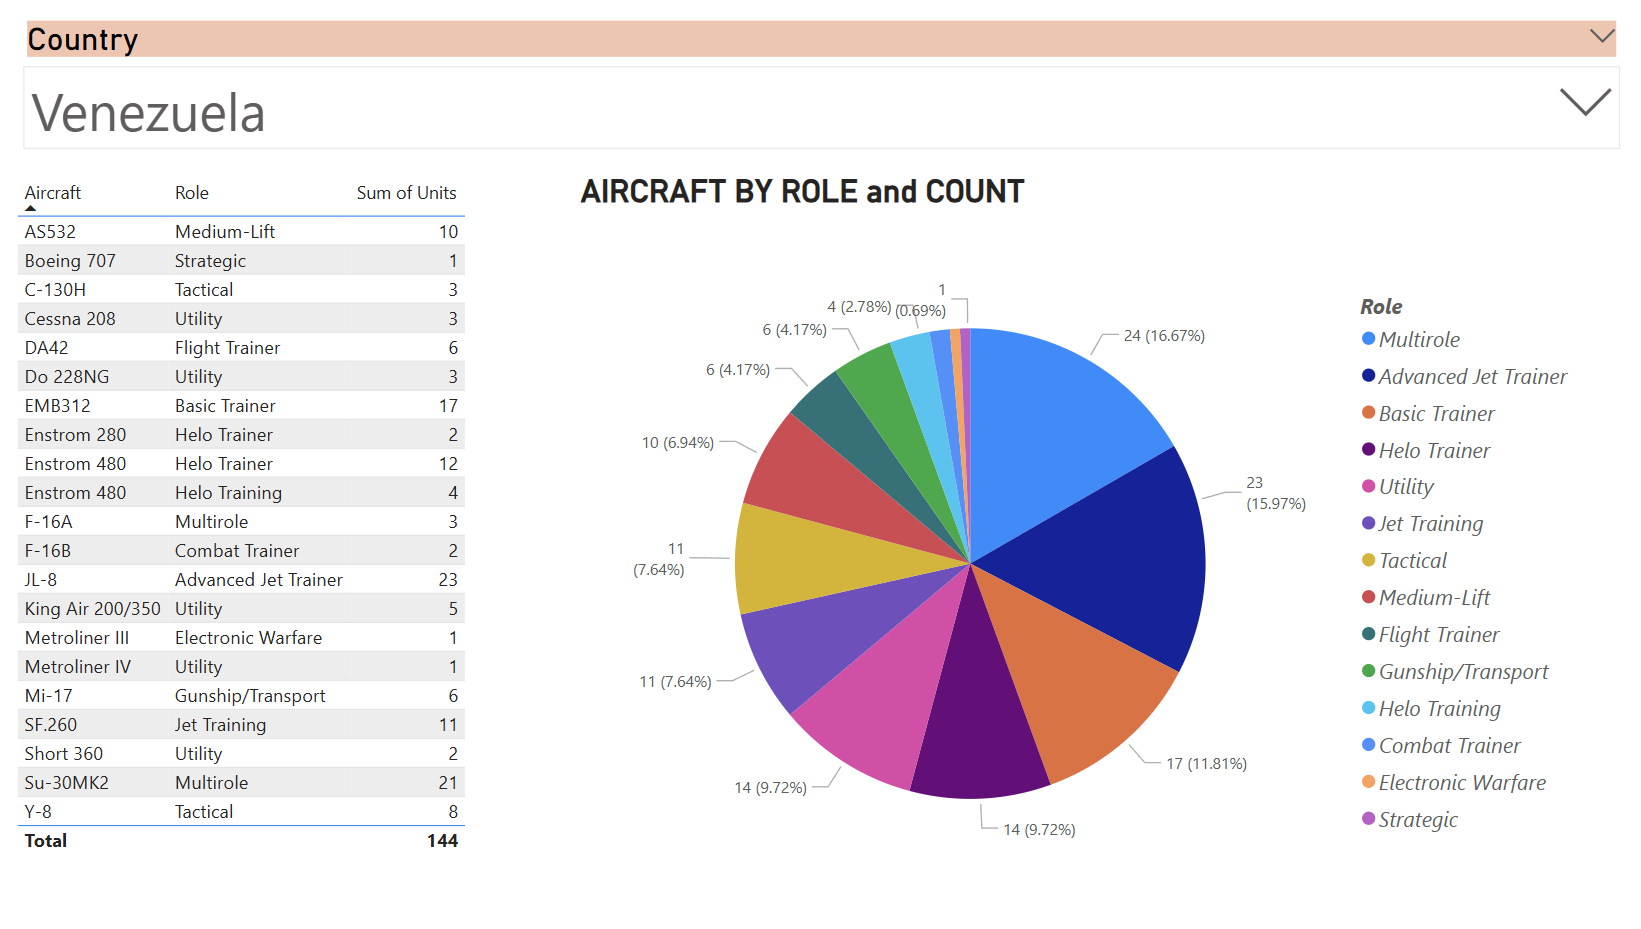 Country
Venezuela
Aircraft Role Sum of Units
AS532 Medium-Lift 10
Boeing 707 Strategic 1
C-130H Tactical 3
Cessna 208 Utility 3
DA42 Flight Trainer 6
Do 228NG Utility 3
EMB312 Basic Trainer 17
Enstrom 280 Helo Trainer 2
Enstrom 480 Helo Trainer 12
Enstrom 480 Helo Training 4
F-16A Multirole 3
F-16B Combat Trainer 2
JL-8 Advanced Jet Trainer 23
King Air 200/350 Utility 5
Metroliner III Electronic Warfare 1
Metroliner IV Utility 1
Mi-17 Gunship/Transport 6
SF.260 Jet Training 11
Short 360 Utility 2
Su-30MK2 Multirole 21
Y-8 Tactical 8
Total 144
AIRCRAFT BY ROLE and COUNT
1
(0.69%)
4 (2.78%)
6 (4.17%)
6 (4.17%)
10 (6.94%)
11
(7.64%)
11 (7.64%)
14 (9.72%)
14 (9.72%)
17 (11.81%)
23
(15.97%)
24 (16.67%)
Role
Multirole
Advanced Jet Trainer
Basic Trainer
Helo Trainer
Utility
Jet Training
Tactical
Medium-Lift
Flight Trainer
Gunship/Transport
Helo Training
Combat Trainer
Electronic Warfare
Strategic